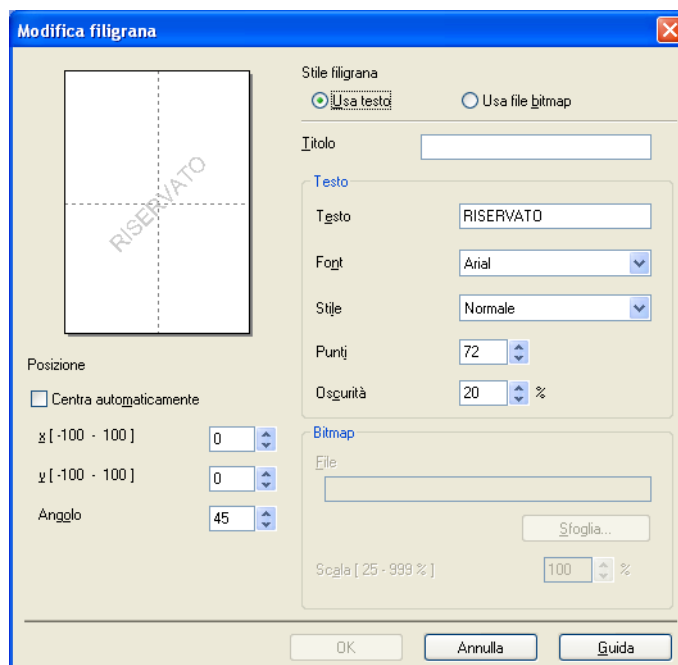 Modifica filigrana
Stile filigrana
Usa testo Usa file bitmap
Titolo
Testo
Testo RISERVATO
Font Arial
Stile Normale
Punti 72
Oscurità 20 %
RISERVATO
Posizione
Centra automaticamente
x [ -100 - 100 ] 0
y [ -100 - 100 ] 0
Angolo 45
Bitmap
File
Sfoglia...
Scala [ 25 - 999 % ] 100 %
OK Annulla Guida